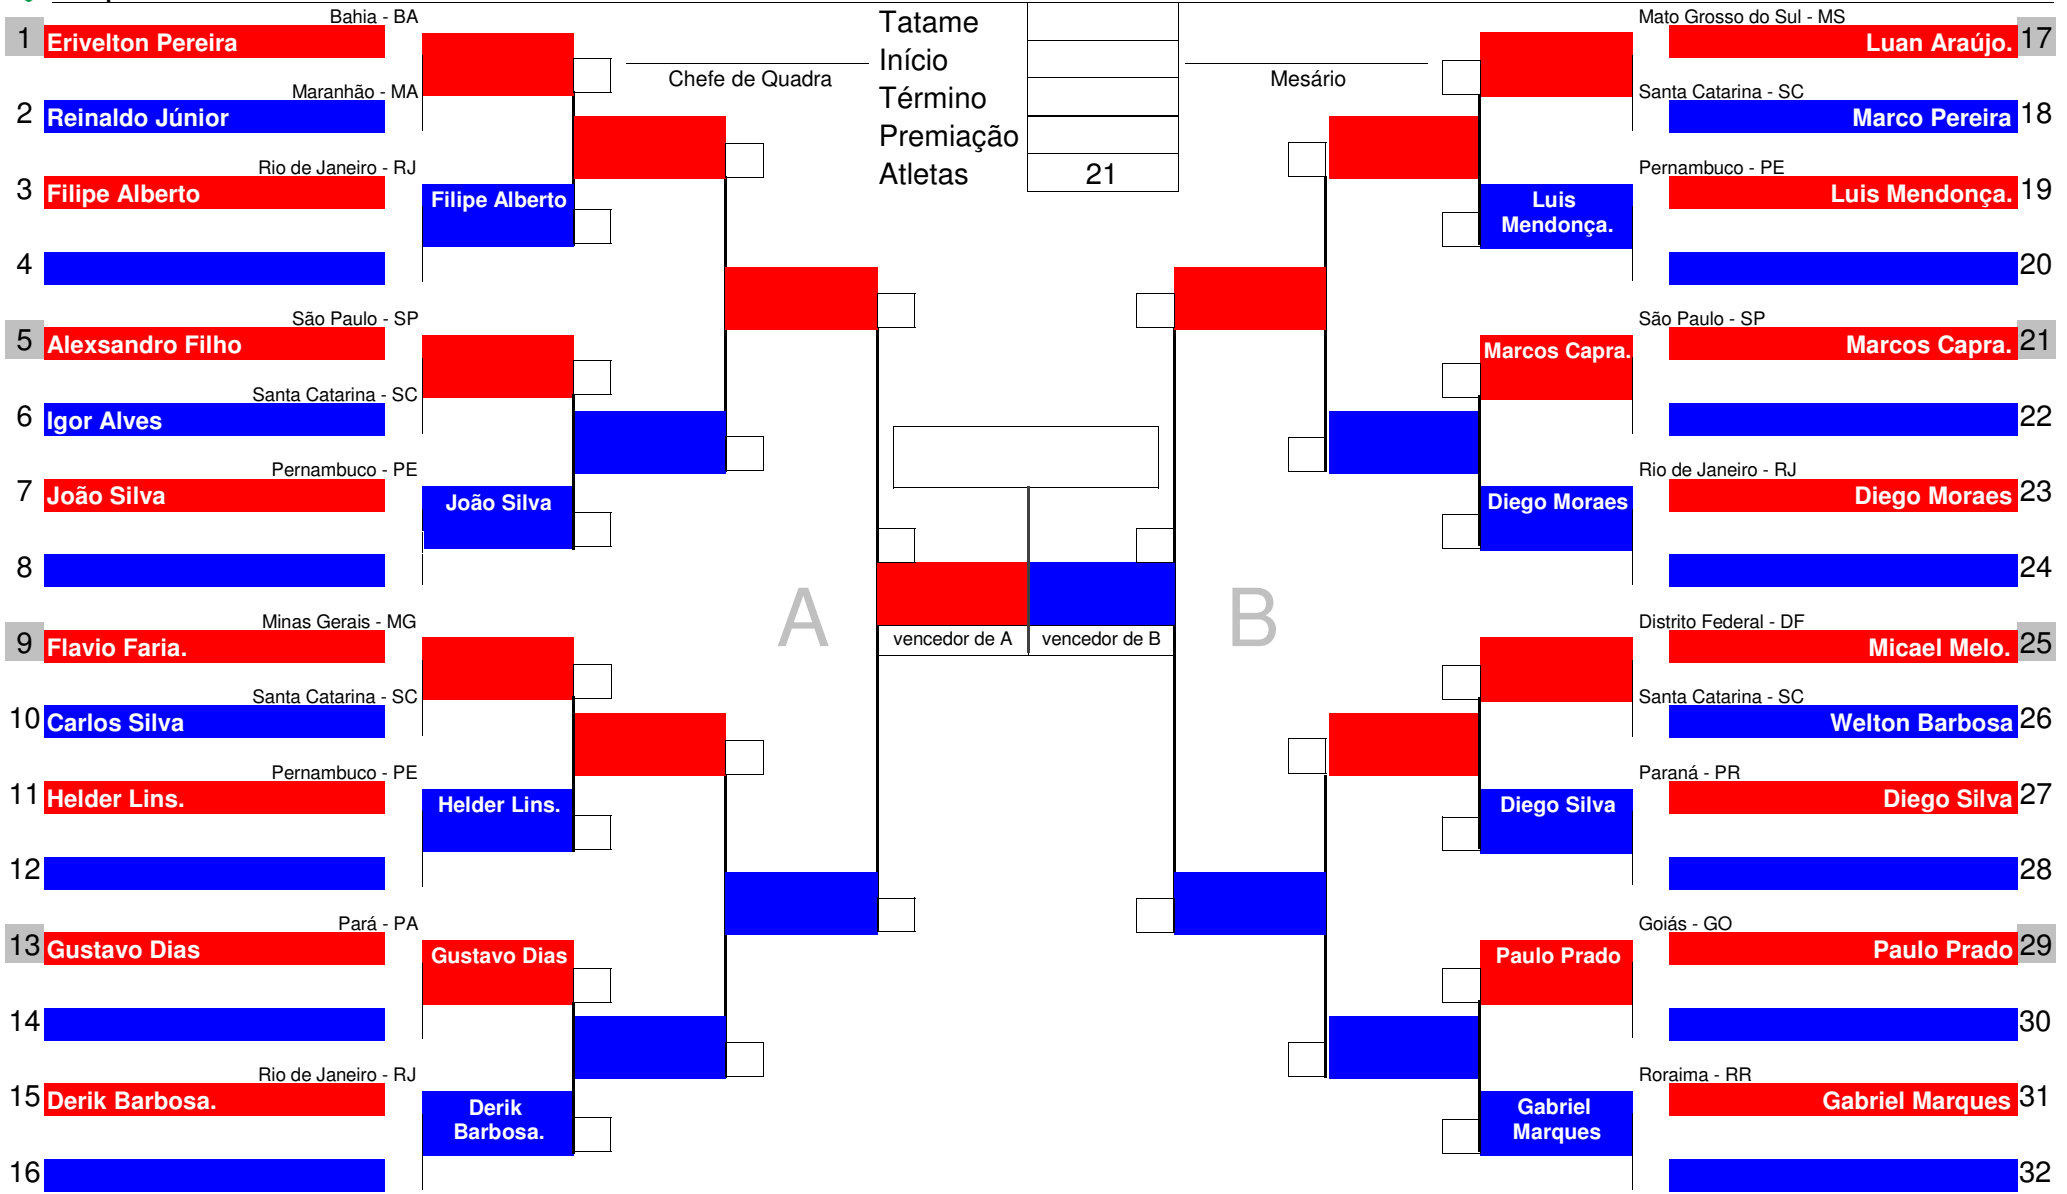 Tatame
Início
Término
Premiação
Atletas 21
Chefe de Quadra
Mesário
Bahia - BA
1 Erivelton Pereira
Maranhão - MA
2 Reinaldo Júnior
Rio de Janeiro - RJ
3 Filipe Alberto
Filipe Alberto
4
São Paulo - SP
5 Alexsandro Filho
Santa Catarina - SC
6 Igor Alves
Pernambuco - PE
7 João Silva
João Silva
8
Minas Gerais - MG
9 Flavio Faria.
Santa Catarina - SC
10 Carlos Silva
Pernambuco - PE
11 Helder Lins.
Helder Lins.
12
Pará - PA
13 Gustavo Dias
Gustavo Dias
14
Rio de Janeiro - RJ
15 Derik Barbosa.
Derik
Barbosa.
16
A
vencedor de A
vencedor de B
B
Mato Grosso do Sul - MS
Luan Araújo. 17
Santa Catarina - SC
Marco Pereira 18
Pernambuco - PE
Luis Mendonça. 19
Luis
Mendonça.
20
São Paulo - SP
Marcos Capra. 21
Marcos Capra.
22
Rio de Janeiro - RJ
Diego Moraes 23
Diego Moraes
24
Distrito Federal - DF
Micael Melo. 25
Santa Catarina - SC
Welton Barbosa 26
Paraná - PR
Diego Silva 27
Diego Silva
28
Goiás - GO
Paulo Prado 29
Paulo Prado
30
Roraima - RR
Gabriel Marques 31
Gabriel
Marques
32